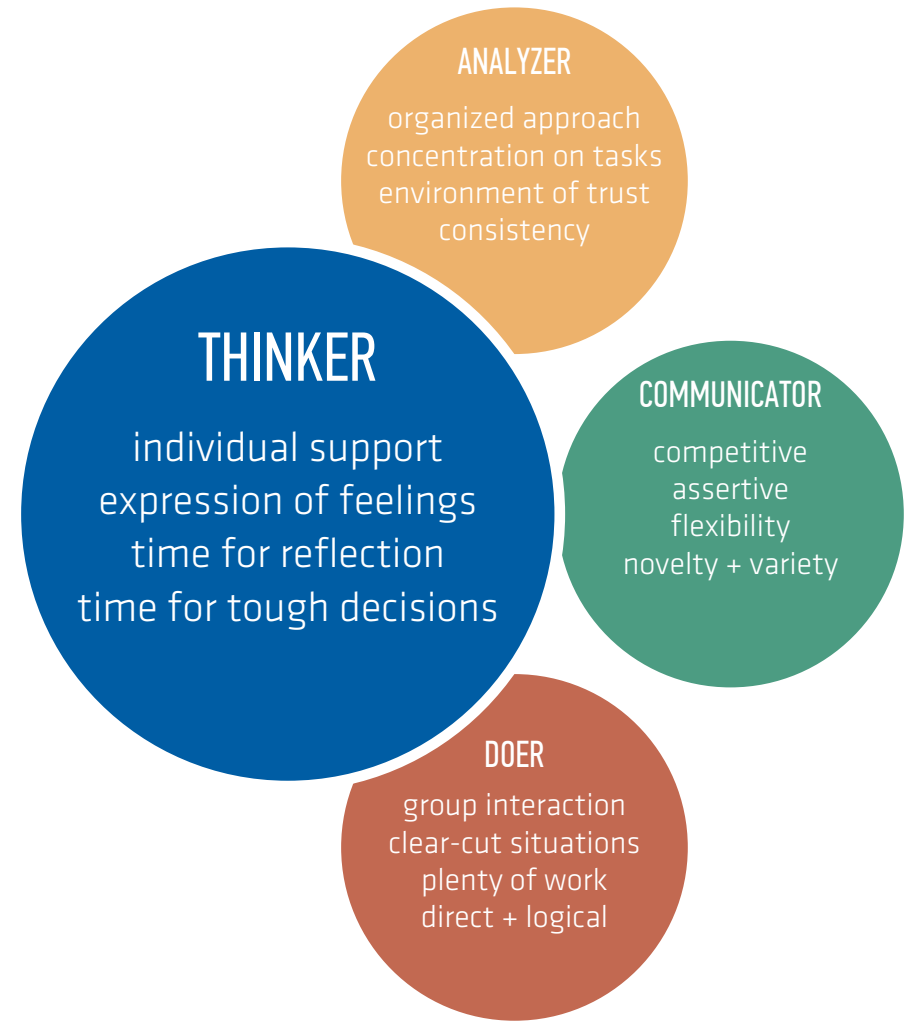 ANALYZER
organized approach
concentration on tasks
environment of trust
consistency
THINKER
individual support
expression of feelings
time for reflection
time for tough decisions
COMMUNICATOR
competitive
assertive
flexibility
novelty + variety
DOER
group interaction
clear-cut situations
plenty of work
direct + logical